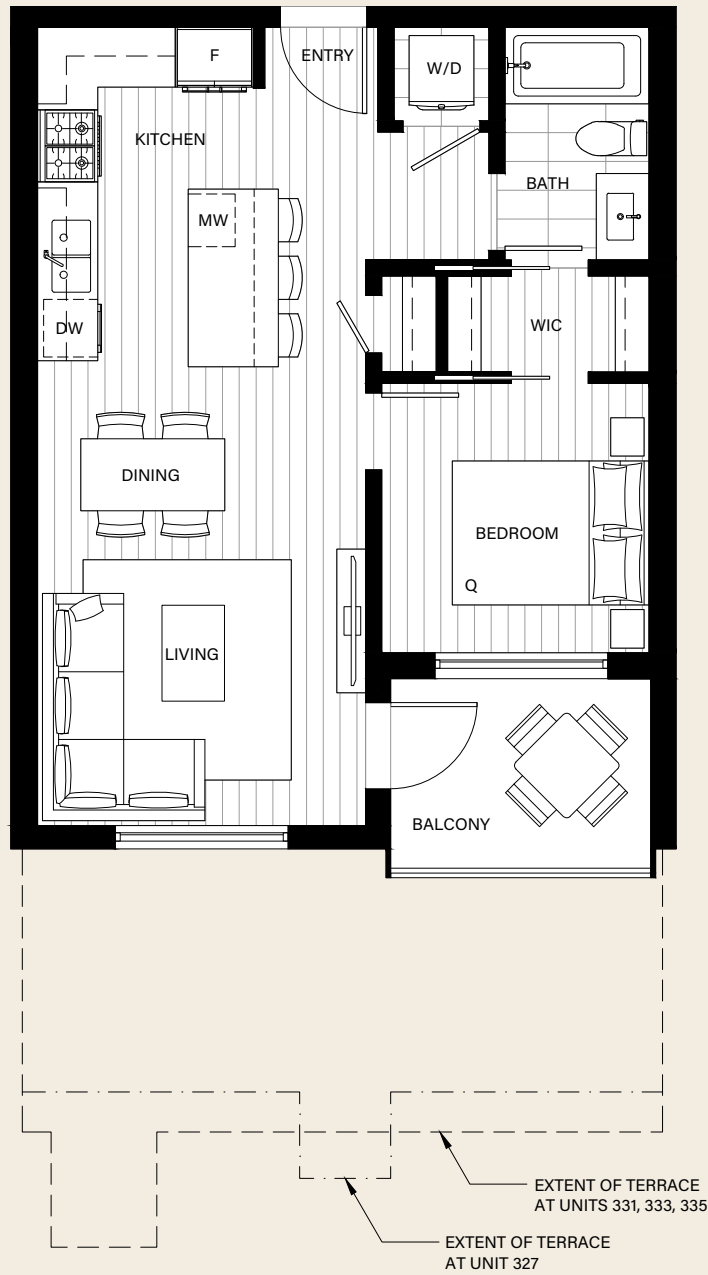 F
ENTRY
W/D
KITCHEN
BATH
MW
DW
WIC
DINING
BEDROOM
Q
LIVING
BALCONY
EXTENT OF TERRACE
AT UNITS 331, 333, 335
EXTENT OF TERRACE
AT UNIT 327